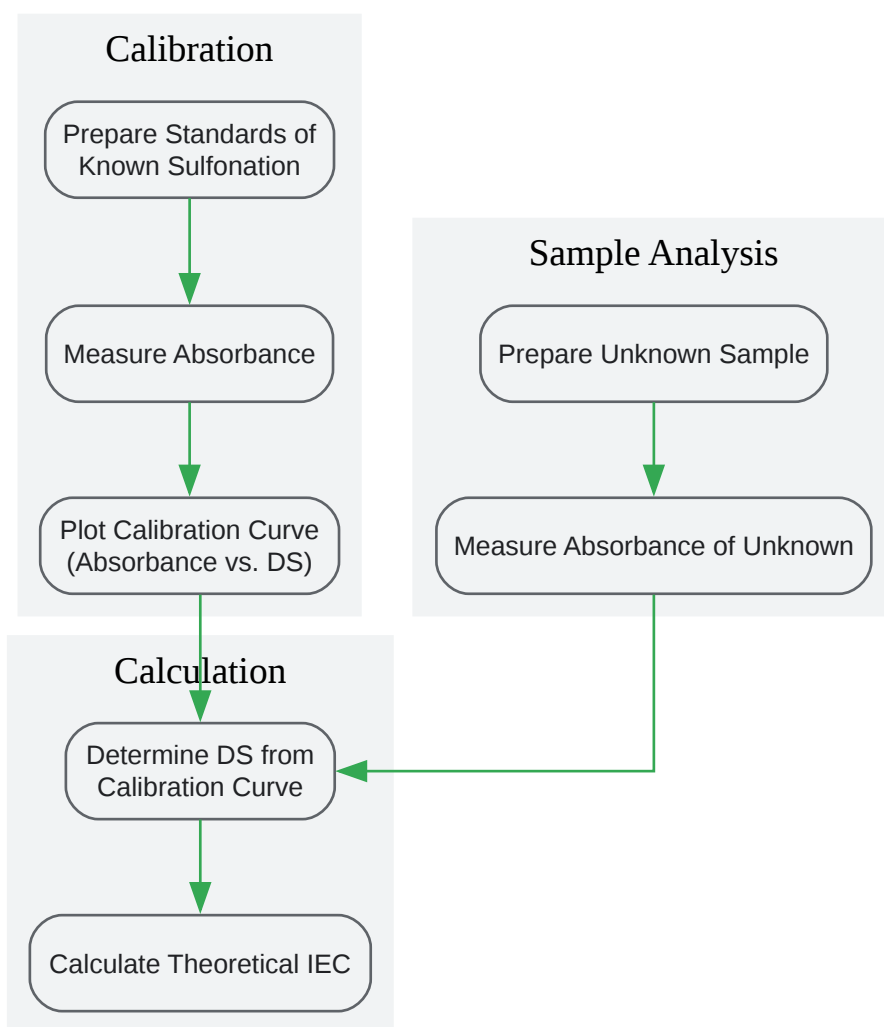 Calibration
Prepare Standards of
Known Sulfonation
Measure Absorbance
Plot Calibration Curve
(Absorbance vs. DS)
Sample Analysis
Prepare Unknown Sample
Measure Absorbance of Unknown
Calculation
Determine DS from
Calibration Curve
Calculate Theoretical IEC